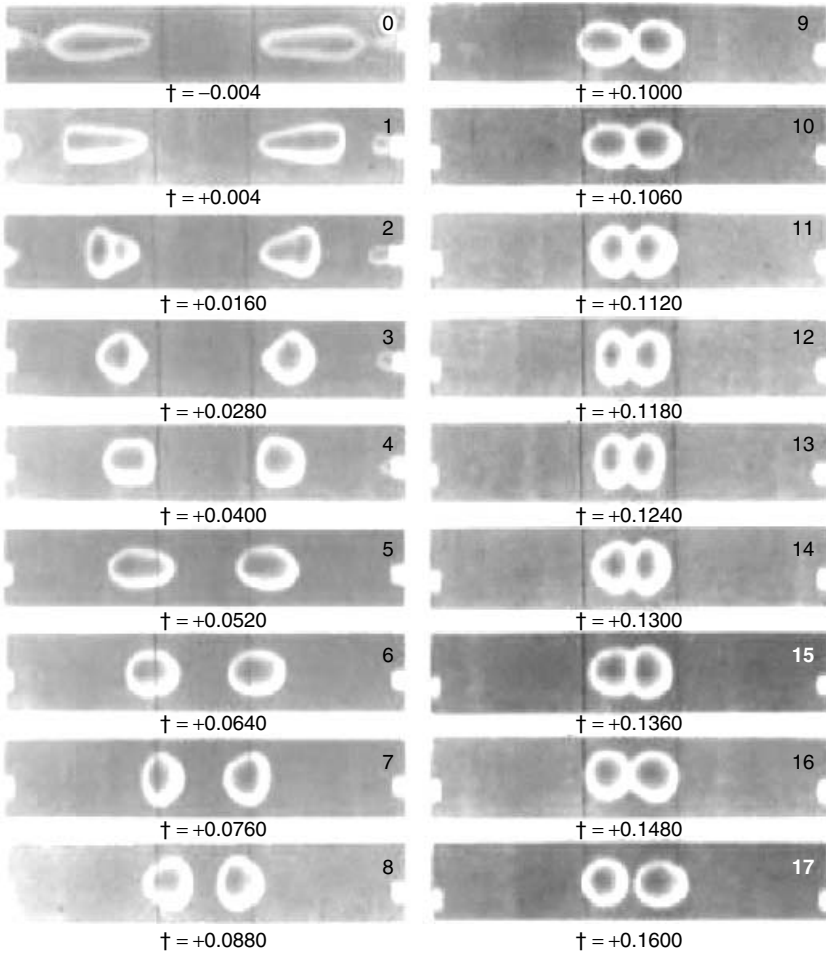 0
† = −0.004
1
† = +0.004
2
† = +0.0160
3
† = +0.0280
4
† = +0.0400
5
† = +0.0520
6
† = +0.0640
7
† = +0.0760
8
† = +0.0880
9
† = +0.1000
10
† = +0.1060
11
† = +0.1120
12
† = +0.1180
13
† = +0.1240
14
† = +0.1300
15
† = +0.1360
16
† = +0.1480
17
† = +0.1600